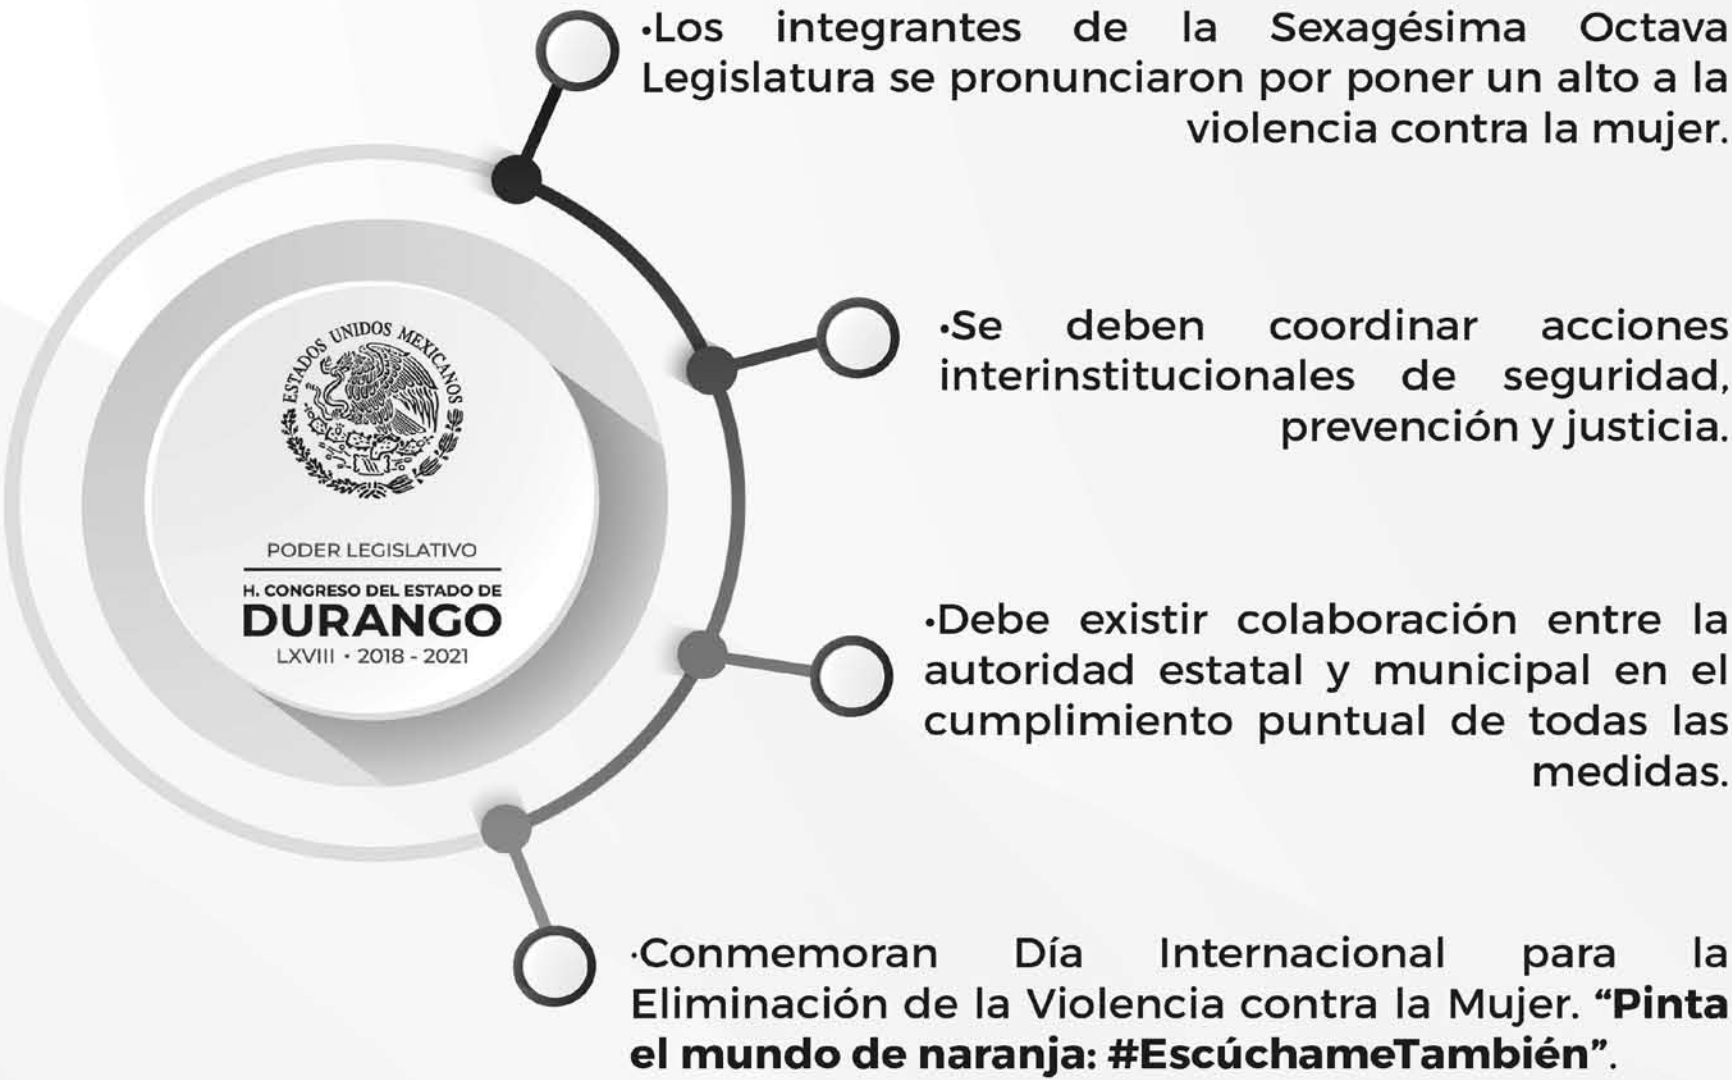 •Los integrantes de la Sexagésima Octava
Legislatura se pronunciaron por poner un alto a la
violencia contra la mujer.
ESTADOS UNIDOS MEXICANOS
PODER LEGISLATIVO
H. CONGRESO DEL ESTADO DE
DURANGO
LXVIII • 2018 - 2021
•Se deben coordinar acciones
interinstitucionales de seguridad,
prevención y justicia.
•Debe existir colaboración entre la
autoridad estatal y municipal en el
cumplimiento puntual de todas las
medidas.
·Conmemoran Día Internacional para la
Eliminación de la Violencia contra la Mujer. “Pinta
el mundo de naranja: #EscúchameTambién”.